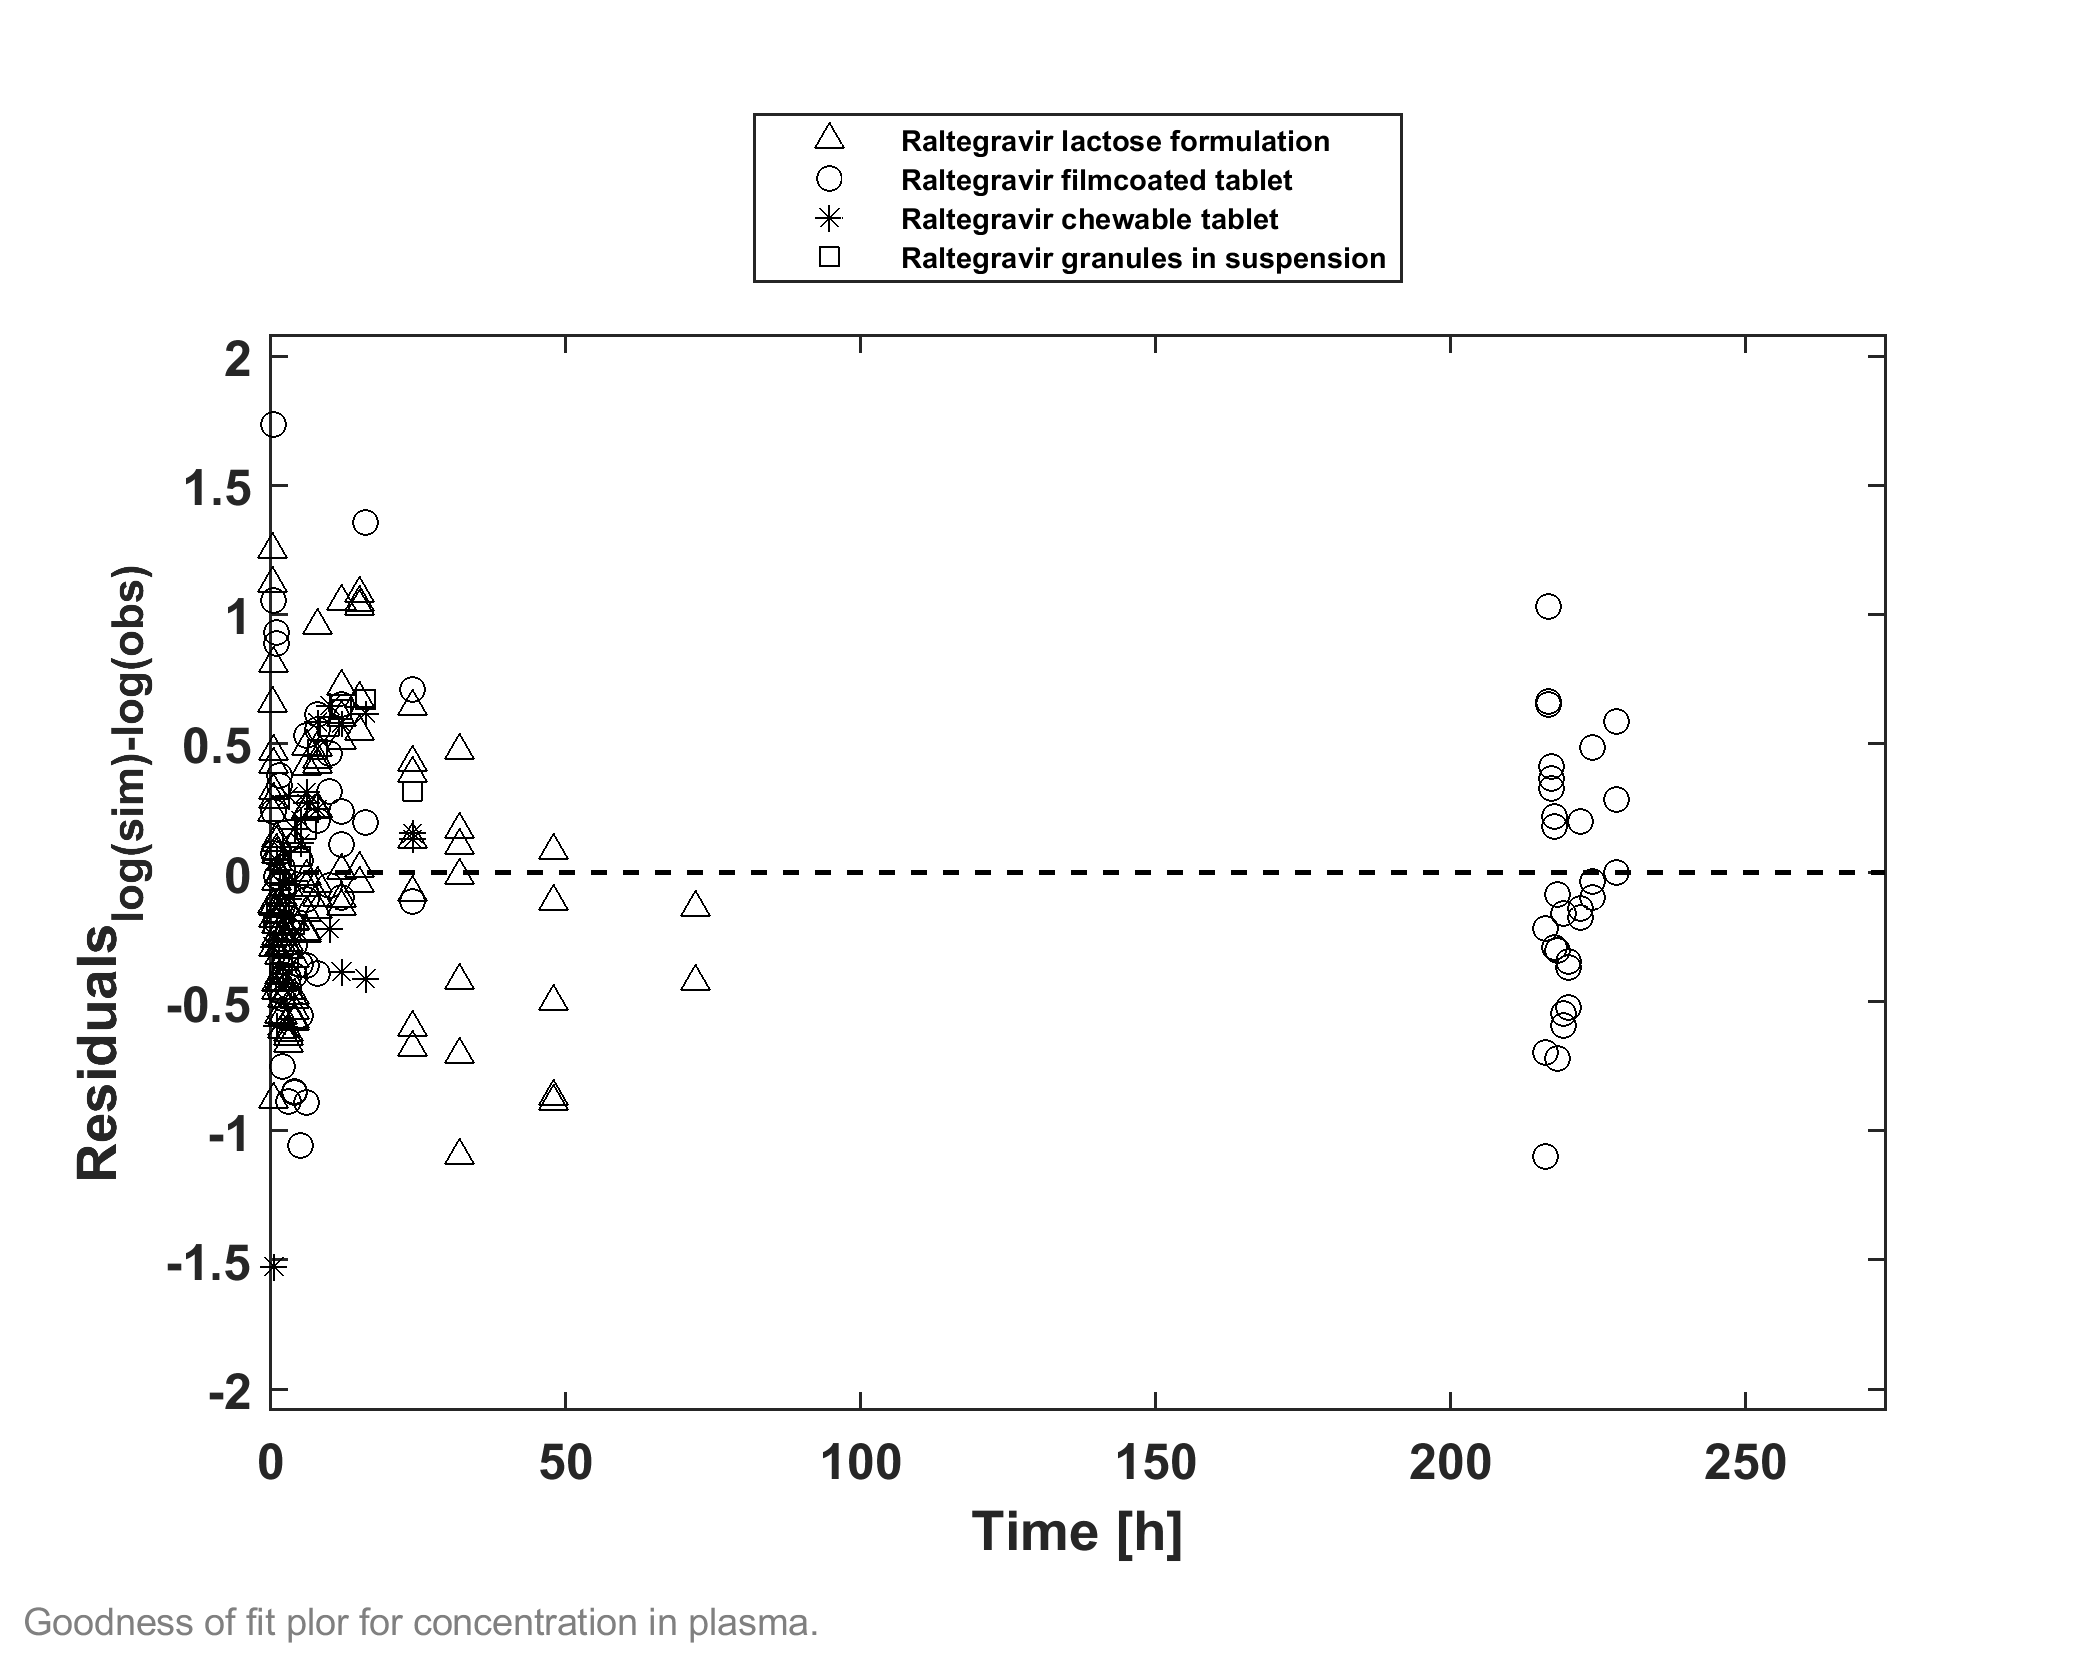 Raltegravir lactose formulation
Raltegravir filmcoated tablet
Raltegravir chewable tablet
Raltegravir granules in suspension
2
1.5
1
0.5
0
-0.5
-1
-1.5
-2
Residuals log(sim)-log(obs)
0 50 100 150 200 250
Time [h]
Goodness of fit plor for concentration in plasma.